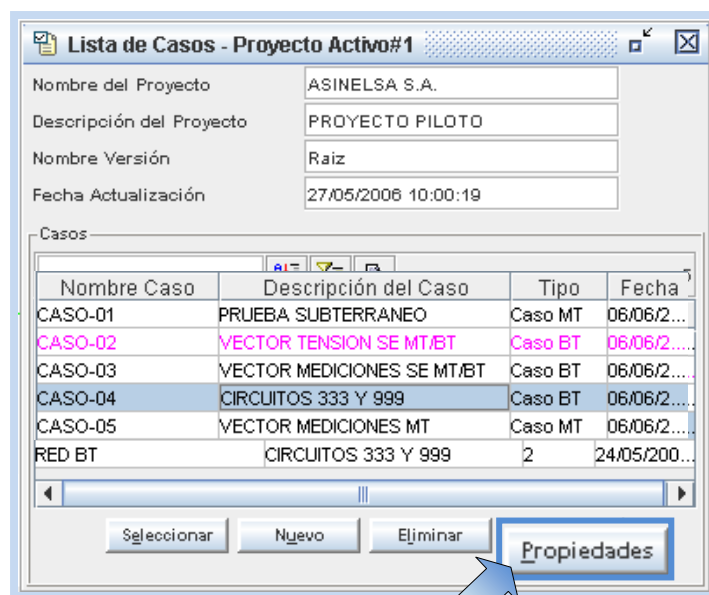 Lista de Casos - Proyecto Activo#1
Nombre del Proyecto ASINELSA S.A.
Descripción del Proyecto PROYECTO PILOTO
Nombre Versión Raiz
Fecha Actualización 27/05/2006 10:00:19
Casos
Nombre Caso Descripción del Caso Tipo Fecha
CASO-01 PRUEBA SUBTERRANEO Caso MT 06/06/2...
CASO-02 VECTOR TENSION SE MT/BT Caso BT 06/06/2...
CASO-03 VECTOR MEDICIONES SE MT/BT Caso BT 06/06/2...
CASO-04 CIRCUITOS 333 Y 999 Caso BT 06/06/2...
CASO-05 VECTOR MEDICIONES MT Caso MT 06/06/2...
RED BT CIRCUITOS 333 Y 999 2 24/05/200...
Seleccionar Nuevo Eliminar Propiedades